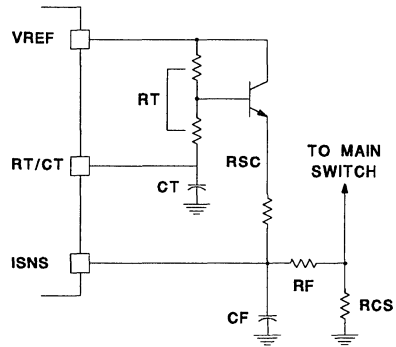 VREF
RT
RT/CT
RSC
TO MAIN
SWITCH
CT
ISNS
RF
CF
RCS